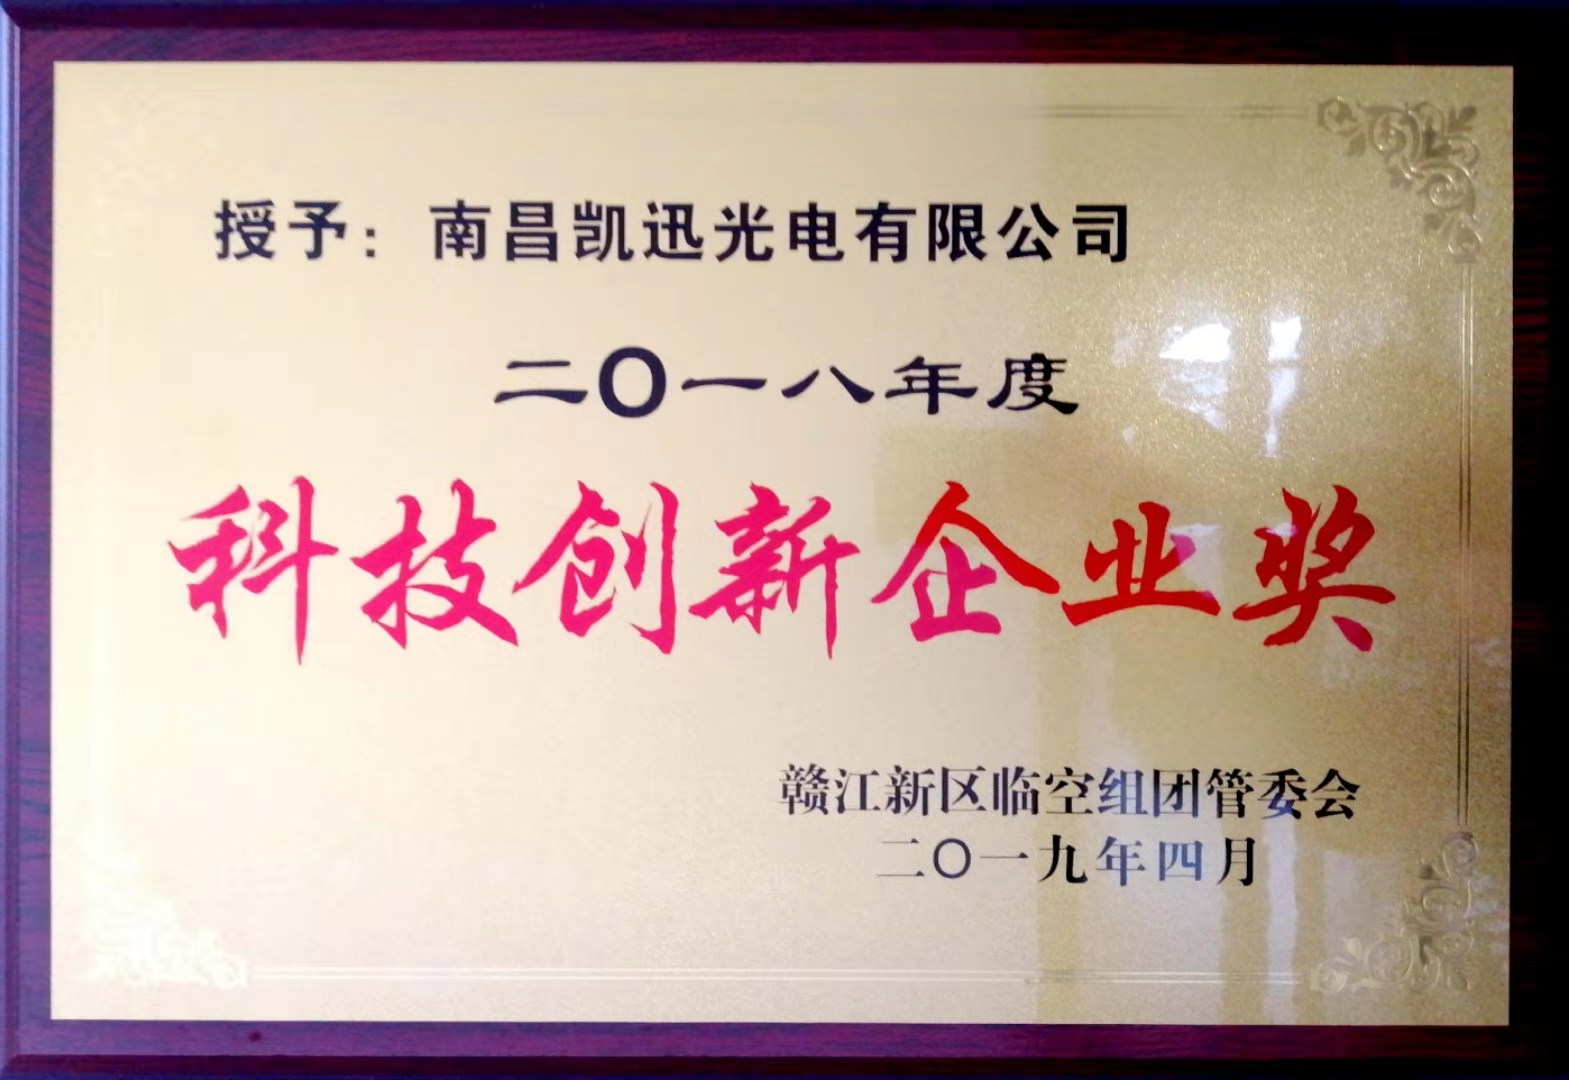 授予：南昌凯迅光电有限公司
二〇一八年度
科技创新企业奖
赣江新区临空组团管委会
二〇一九年四月